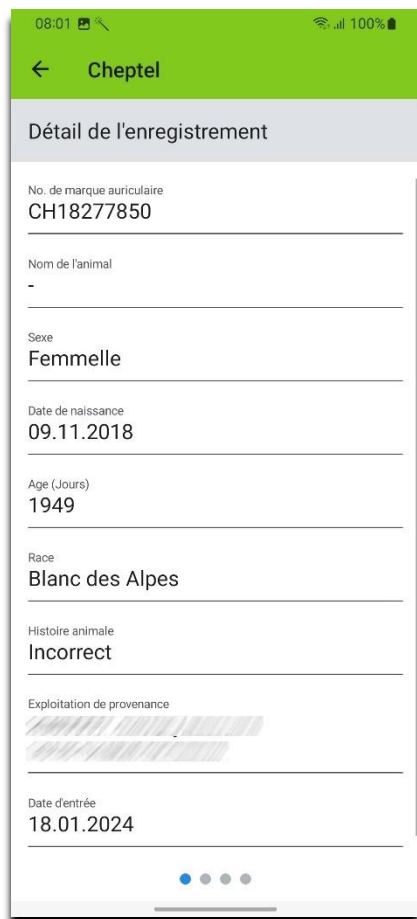 08:01 100%
Cheptel
Détail de l'enregistrement
No. de marque auriculaire
CH18277850
Nom de l'animal
-
Sexe
Femmelle
Date de naissance
09.11.2018
Age (Jours)
1949
Race
Blanc des Alpes
Histoire animale
Incorrect
Exploitation de provenance
Date d'entrée
18.01.2024